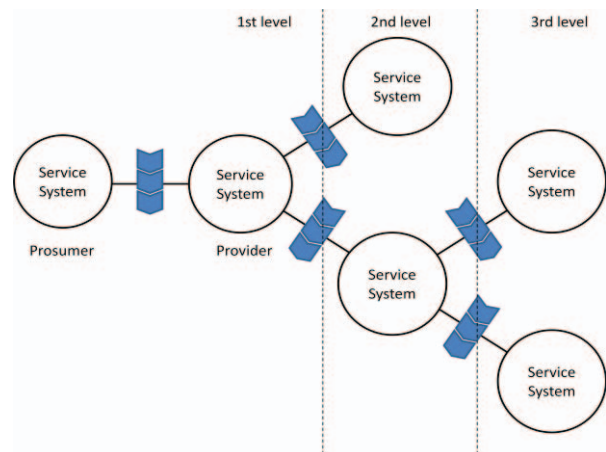 1st level
2nd level
3rd level
Service
System
Service
System
Service
System
Service
System
Prosumer
Provider
Service
System
Service
System